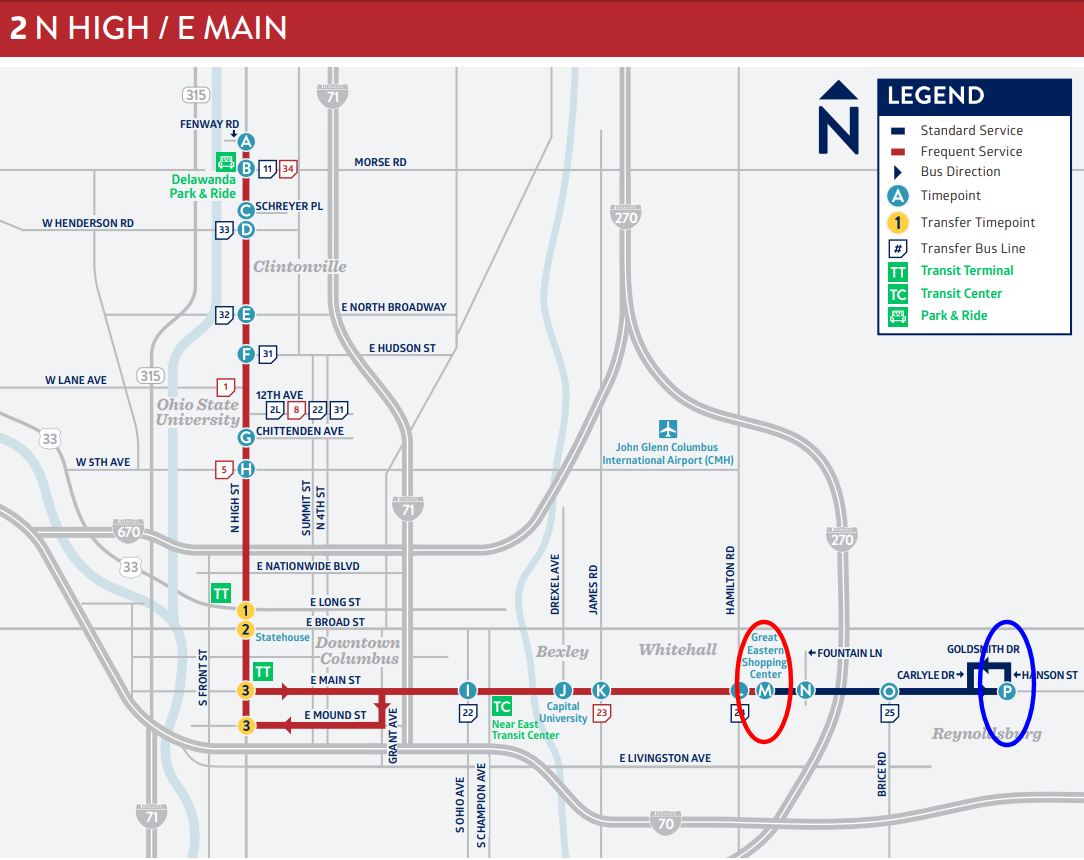 2 N HIGH / E MAIN
315
71
FENWAY RD
A
B
11
34
MORSE RD
Delawanda
Park & Ride
C
SCHREYER PL
W HENDERSON RD
33
D
Clintonville
270
N
LEGEND
Standard Service
Frequent Service
Bus Direction
A
Timepoint
1
Transfer Timepoint
#
Transfer Bus Line
TT
Transit Terminal
TC
Transit Center
Park & Ride
32
E
E NORTH BROADWAY
F
31
E HUDSON ST
315
W LANE AVE
1
12TH AVE
Ohio State
University
2L
8
22
31
33
G
CHITTENDEN AVE
W 5TH AVE
5
H
John Glenn Columbus
International Airport (CMH)
N HIGH ST
SUMMIT ST
N 4TH ST
71
670
270
33
E NATIONWIDE BLVD
DREXEL AVE
JAMES RD
HAMILTON RD
TT
1
E LONG ST
2
E BROAD ST
Statehouse
Downtown
Columbus
Bexley
Whitehall
Great
Eastern
Shopping
Center
FOUNTAIN LN
GOLDSMITH DR
CARLYLE DR
HANSON ST
S FRONT ST
TT
3
E MAIN ST
I
J
K
M
N
O
P
22
TC
Near East
Transit Center
Capital
University
23
25
3
E MOUND ST
GRANT AVE
Reynoldsburg
E LIVINGSTON AVE
BRICE RD
S OHIO AVE
S CHAMPION AVE
71
70